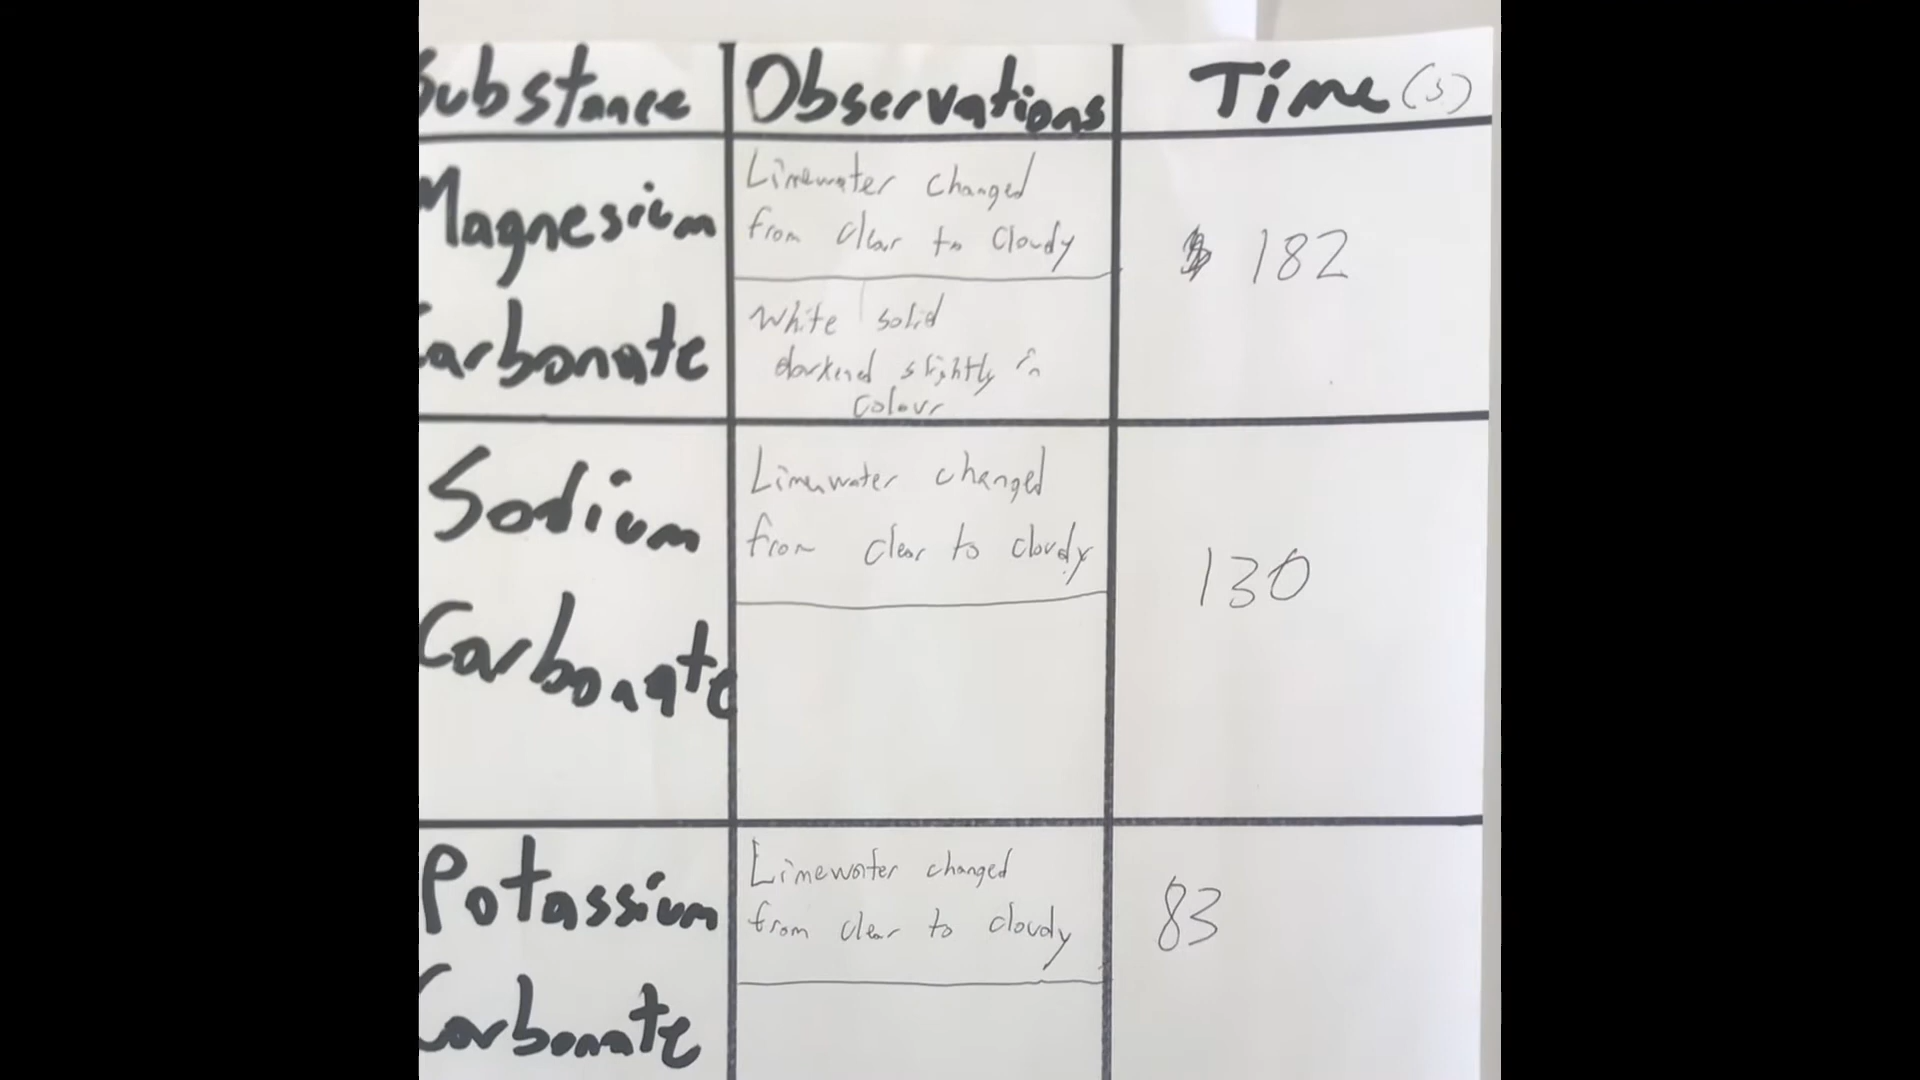 Substance Observations Time (s)
Magnesium
Carbonate
Limewater changed
from clear to cloudy
White solid
darkened slightly in
colour
182
Sodium
Carbonate
Limewater changed
from clear to cloudy
130
Potassium
Carbonate
Limewater changed
from clear to cloudy
83